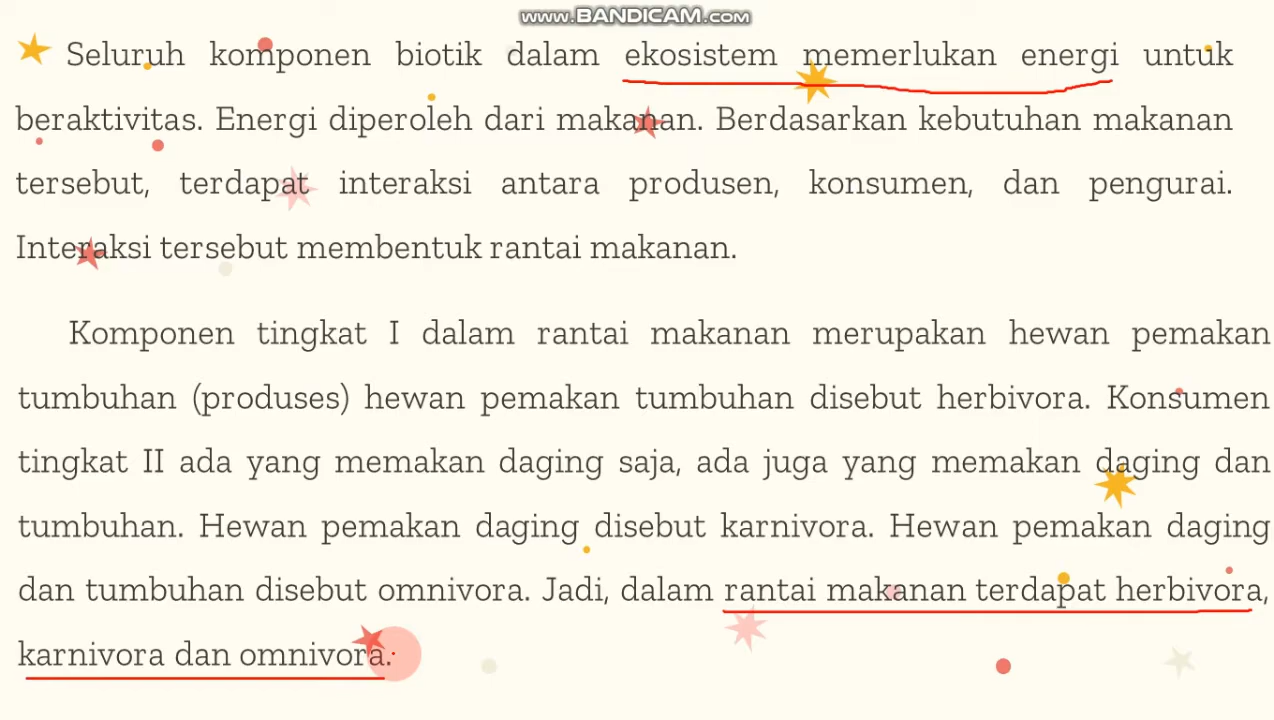 www.BANDICAM.com
Seluruh komponen biotik dalam ekosistem memerlukan energi untuk
beraktivitas. Energi diperoleh dari makanan. Berdasarkan kebutuhan makanan
tersebut, terdapat interaksi antara produsen, konsumen, dan pengurai.
Interaksi tersebut membentuk rantai makanan.
Komponen tingkat I dalam rantai makanan merupakan hewan pemakan
tumbuhan (produses) hewan pemakan tumbuhan disebut herbivora. Konsumen
tingkat II ada yang memakan daging saja, ada juga yang memakan daging dan
tumbuhan. Hewan pemakan daging disebut karnivora. Hewan pemakan daging
dan tumbuhan disebut omnivora. Jadi, dalam rantai makanan terdapat herbivora,
karnivora dan omnivora.